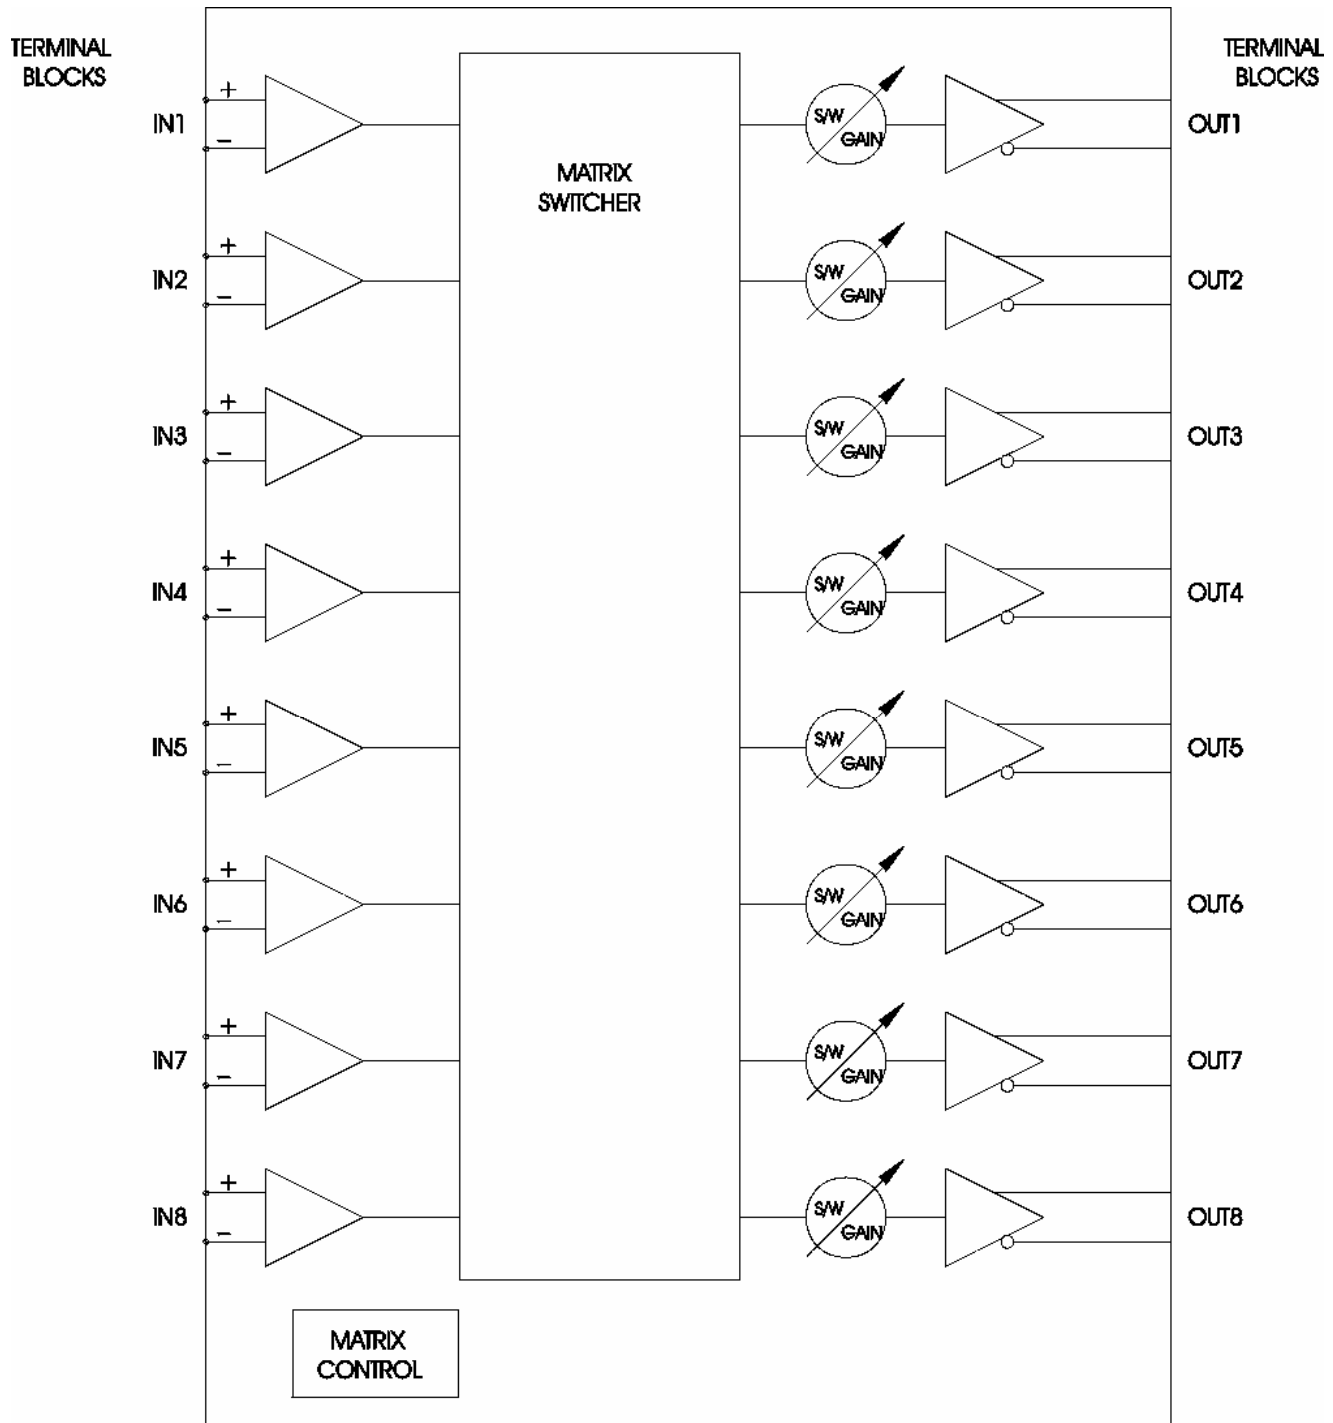 TERMINAL
BLOCKS
TERMINAL
BLOCKS
MATRIX
SWITCHER
+
IN1
−
S/W
GAIN
OUT1
+
IN2
−
S/W
GAIN
OUT2
+
IN3
−
S/W
GAIN
OUT3
+
IN4
−
S/W
GAIN
OUT4
+
IN5
−
S/W
GAIN
OUT5
+
IN6
−
S/W
GAIN
OUT6
+
IN7
−
S/W
GAIN
OUT7
+
IN8
−
S/W
GAIN
OUT8
MATRIX
CONTROL